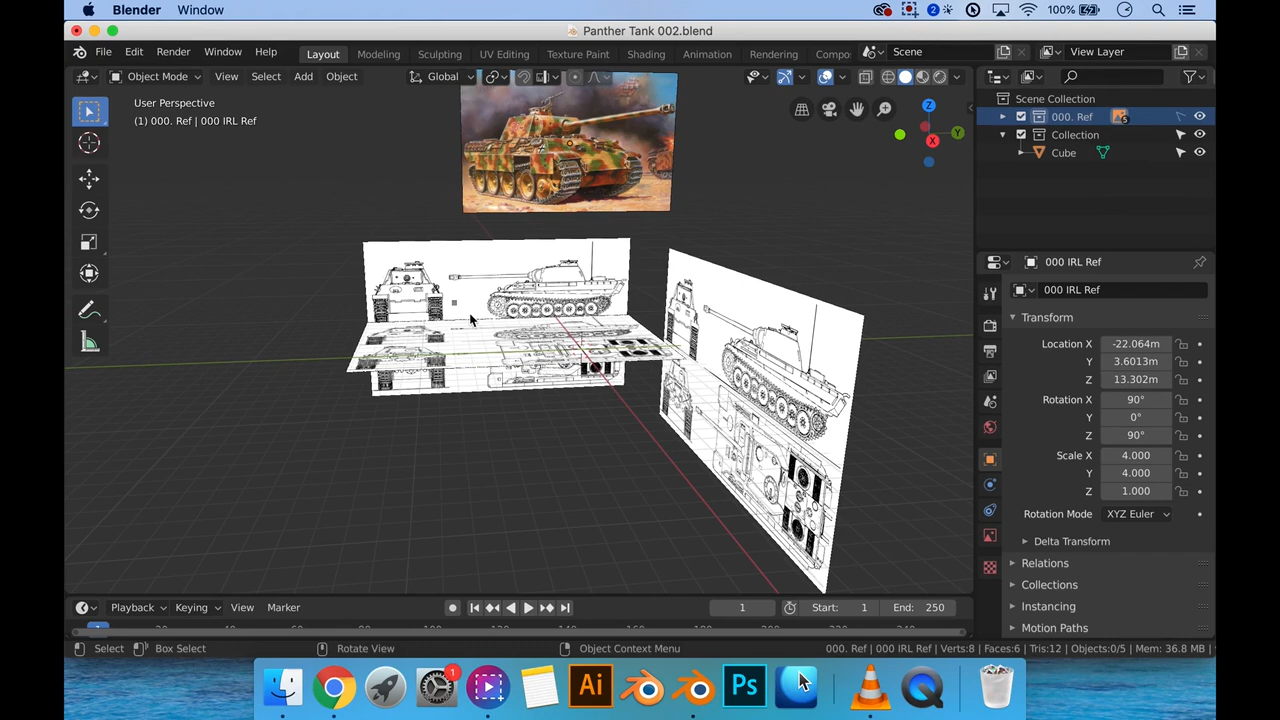 Blender Window 2 100%
Panther Tank 002.blend
File Edit Render Window Help Layout Modeling Sculpting UV Editing Texture Paint Shading Animation Rendering Compo Scene View Layer
Object Mode View Select Add Object Global
User Perspective
(1) 000. Ref | 000 IRL Ref
Z
Y
X
Scene Collection
000. Ref 5
Collection
Cube
000 IRL Ref
000 IRL Ref
Transform
Location X -22.064m
Y 3.6013m
Z 13.302m
Rotation X 90°
Y 0°
Z 90°
Scale X 4.000
Y 4.000
Z 1.000
Rotation Mode XYZ Euler
Delta Transform
Relations
Collections
Instancing
Motion Paths
Playback Keying View Marker 1 Start: 1 End: 250
Select Box Select Rotate View Object Context Menu 000. Ref | 000 IRL Ref | Verts:8 | Faces:6 | Tris:12 | Objects:0/5 | Mem: 36.8 MB |
1
Ai Ps